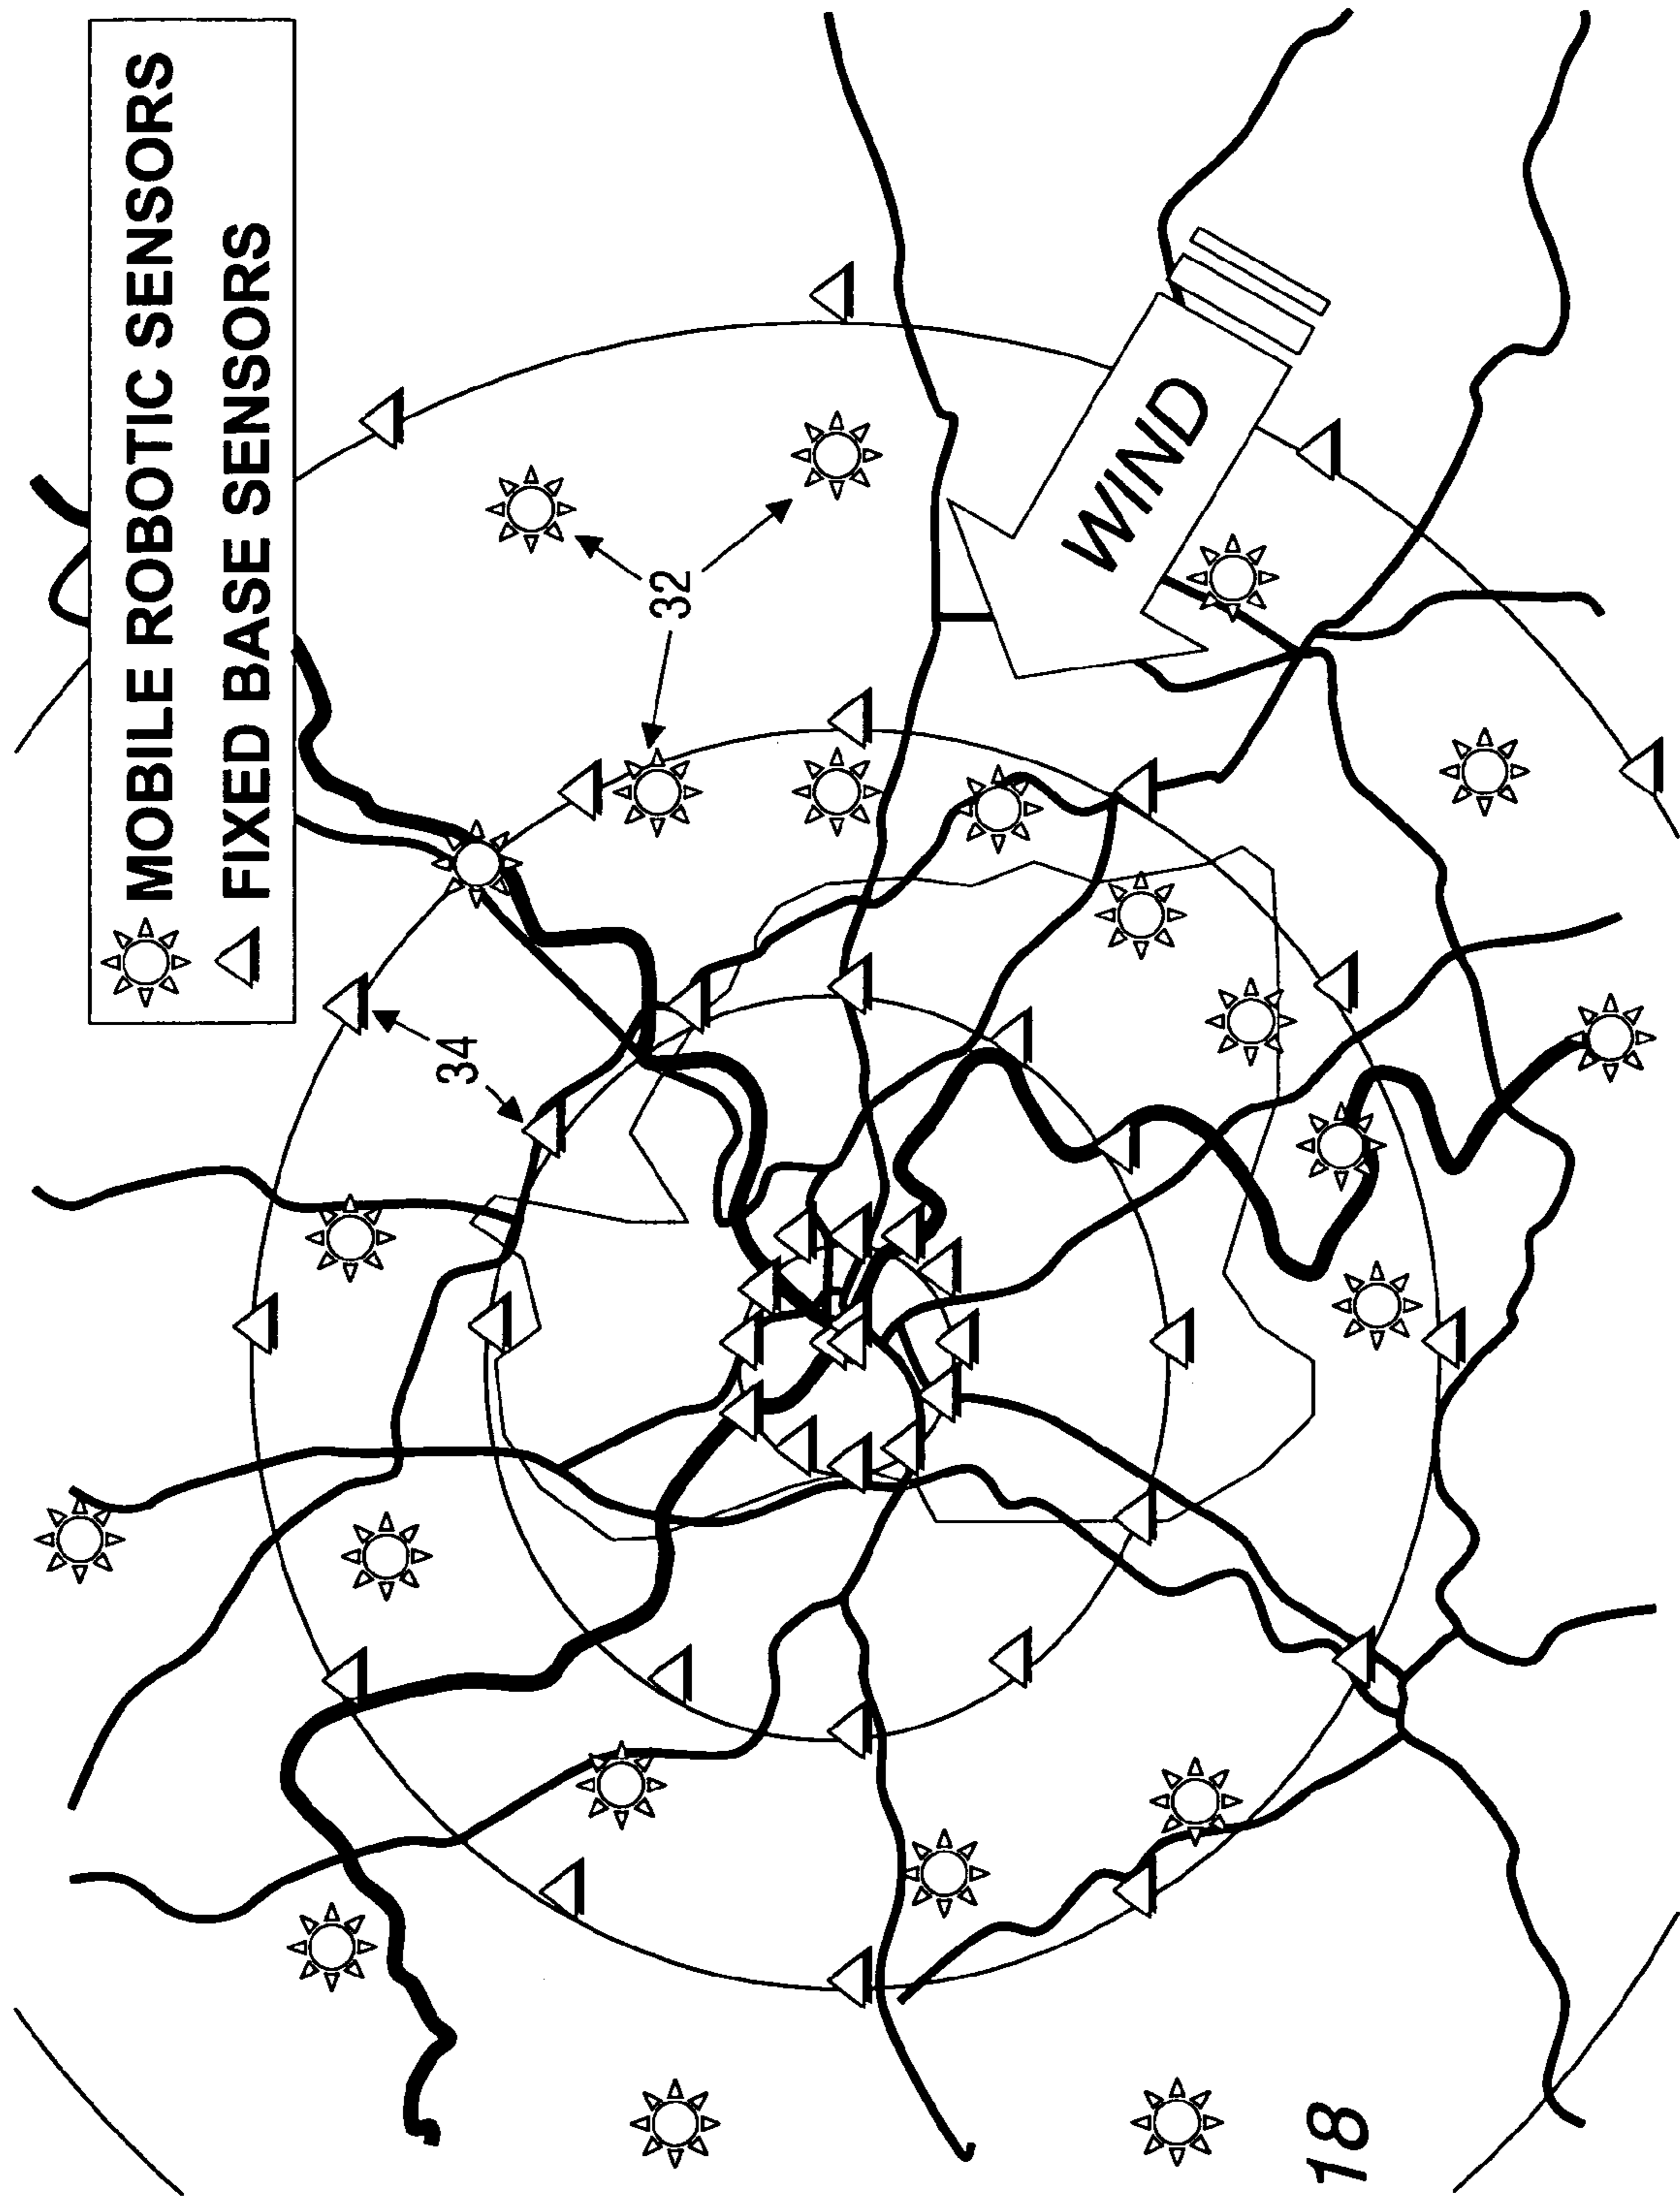 MOBILE ROBOTIC SENSORS
FIXED BASE SENSORS
34
32
WIND
18